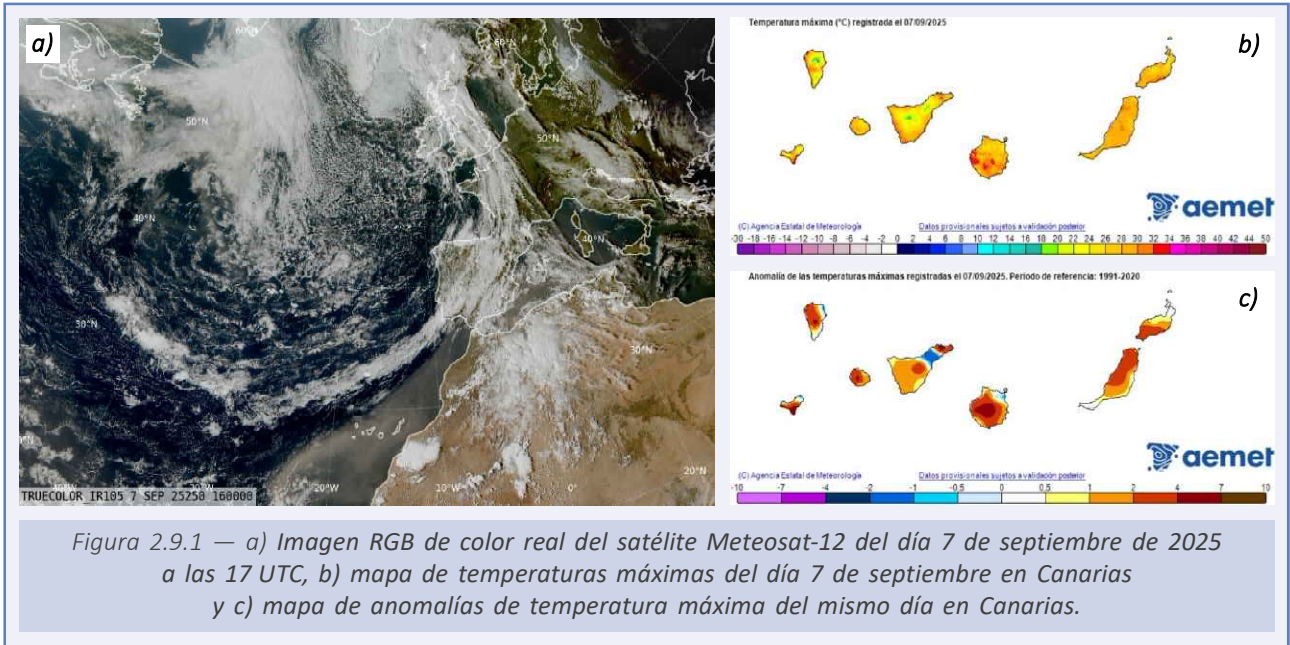 a)
60°N
60°N
50°N
50°N
40°N
40°N
30°N
30°N
20°N
20°W
10°W
0°
TRUECOLOR_IR105 7 SEP 25250 160000
Temperatura máxima (°C) registrada el 07/09/2025
b)
aemet
(C) Agencia Estatal de Meteorología
Datos provisionales sujetos a validación posterior
-30 -18 -16 -14 -12 -10 -8 -6 -4 -2 0 2 4 6 8 10 12 14 16 18 20 22 24 26 28 30 32 34 36 38 40 42 44 50
Anomalía de las temperaturas máximas registradas el 07/09/2025. Periodo de referencia: 1991-2020
c)
aemet
(C) Agencia Estatal de Meteorología
Datos provisionales sujetos a validación posterior
-10 -7 -4 -2 -1 -0.5 0 0.5 1 2 4 7 10
Figura 2.9.1 — a) Imagen RGB de color real del satélite Meteosat-12 del día 7 de septiembre de 2025
a las 17 UTC, b) mapa de temperaturas máximas del día 7 de septiembre en Canarias
y c) mapa de anomalías de temperatura máxima del mismo día en Canarias.